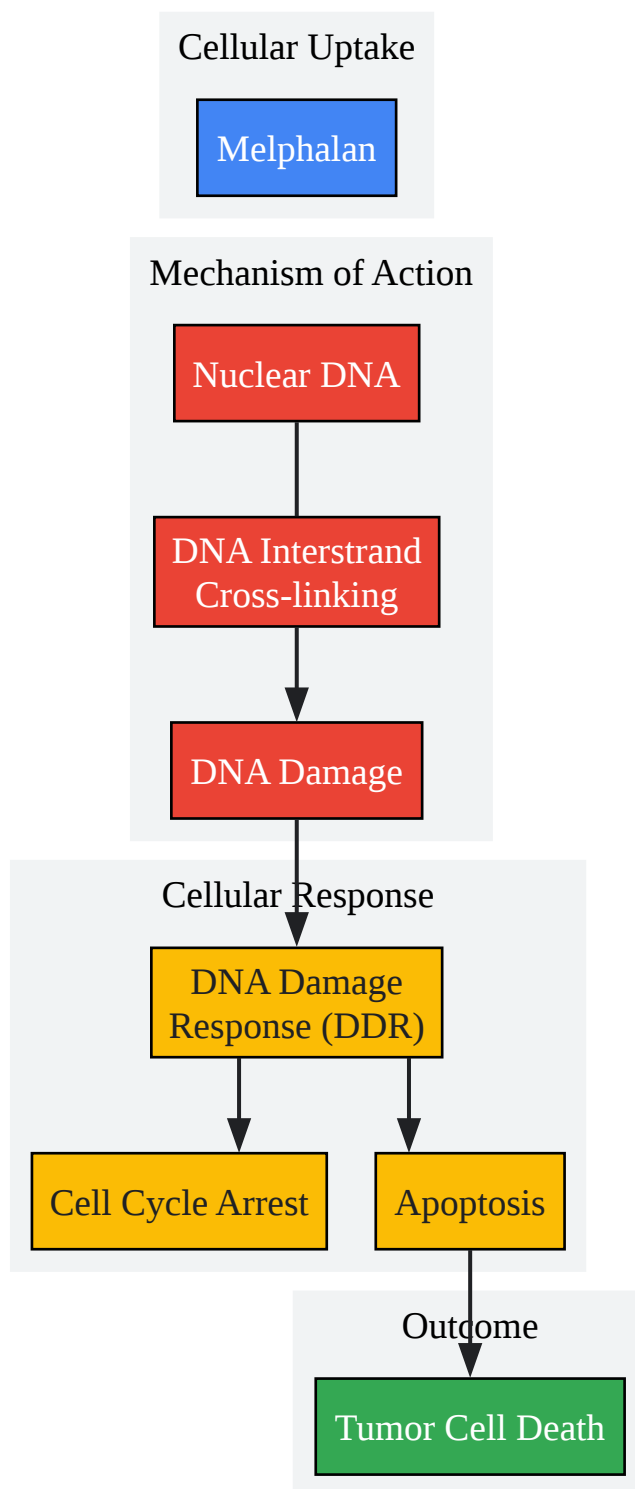 Cellular Uptake
Melphalan
Mechanism of Action
Nuclear DNA
DNA Interstrand
Cross-linking
DNA Damage
Cellular Response
DNA Damage
Response (DDR)
Cell Cycle Arrest
Apoptosis
Outcome
Tumor Cell Death